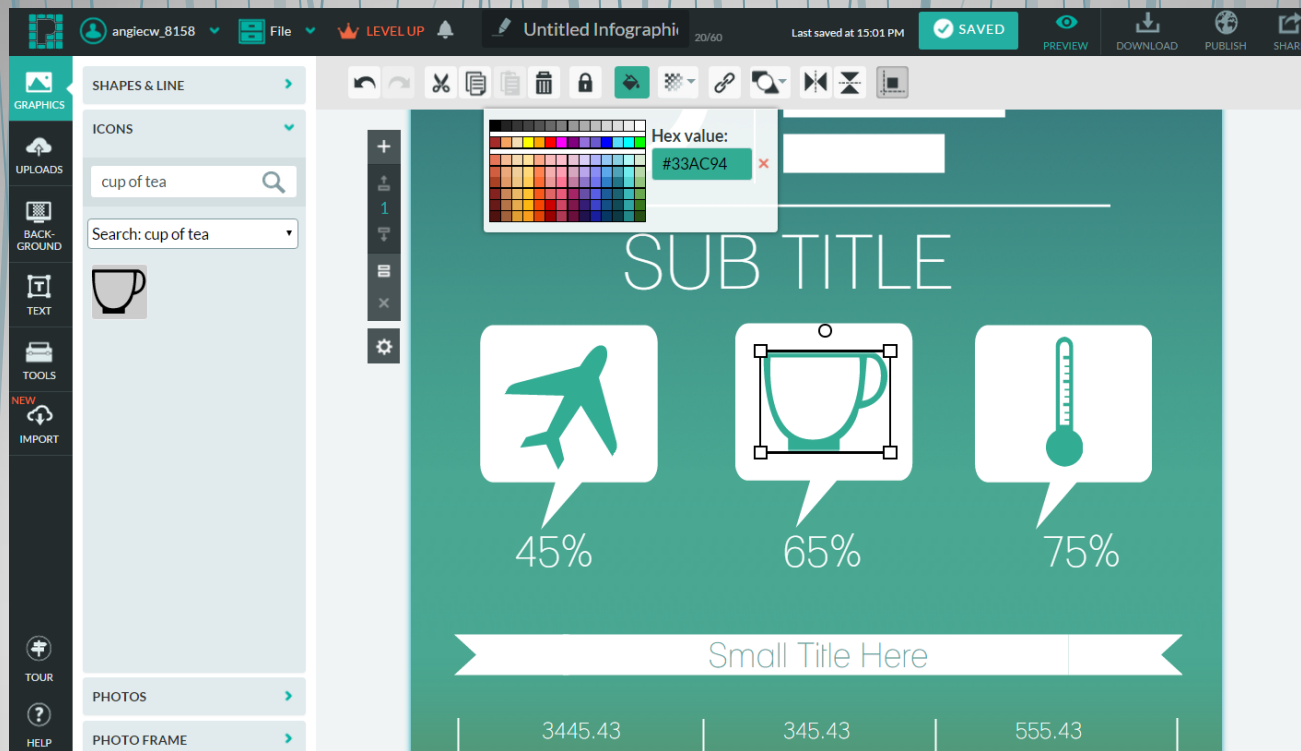 angiecw_8158
File
LEVEL UP
Untitled Infographi
20/60
Last saved at 15:01 PM
SAVED
PREVIEW
DOWNLOAD
PUBLISH
SHAR
GRAPHICS
UPLOADS
BACK-
GROUND
TEXT
TOOLS
NEW
IMPORT
TOUR
HELP
SHAPES & LINE
ICONS
cup of tea
Search: cup of tea
PHOTOS
PHOTO FRAME
1
Hex value:
#33AC94
SUB TITLE
45%
65%
75%
Small Title Here
3445.43
345.43
555.43